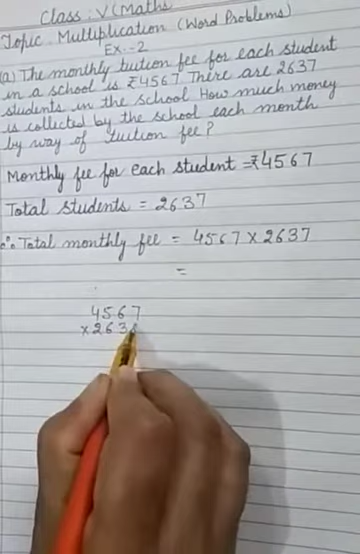 Class: V (Maths)
Topic: Multiplication (Word Problems)
Ex:-2
(a) The monthly tuition fee for each student
in a school is ₹4567. There are 2637
students in the school How much money
is collected by the school each month
by way of tuition fee?
Monthly fee for each student =₹4567
Total students = 2637
∴ Total monthly fee = 4567 × 2637
=
4567
×263